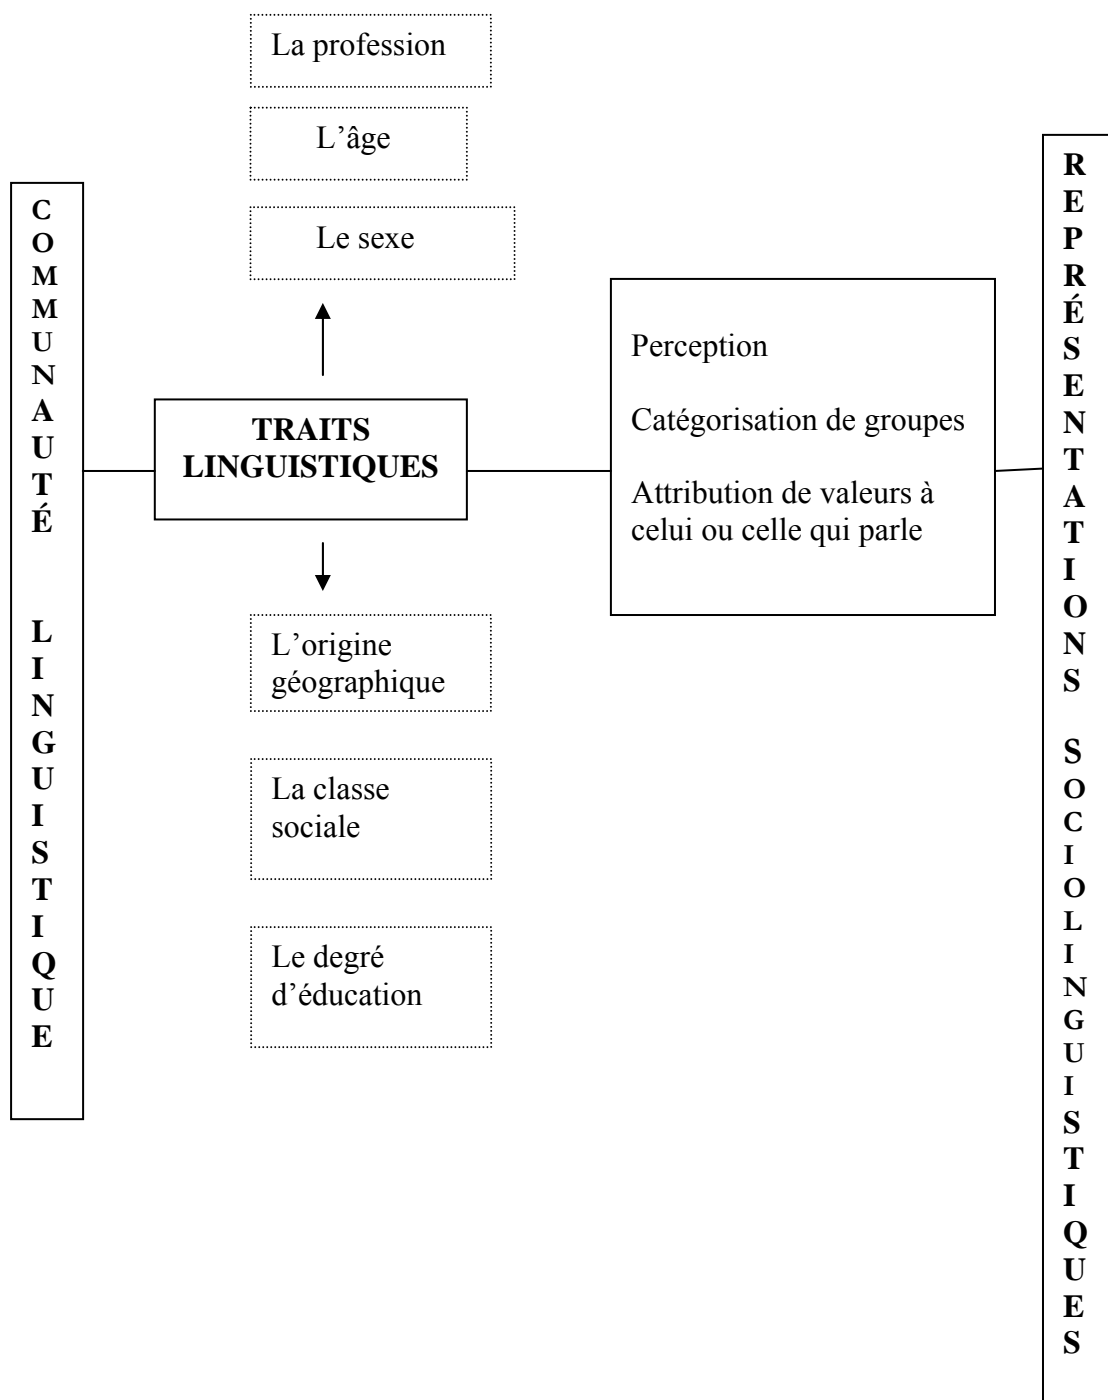 La profession
L’âge
Le sexe
COMMUNAUTÉ LINGUISTIQUE
TRAITS
LINGUISTIQUES
L’origine
géographique
La classe
sociale
Le degré
d’éducation
Perception
Catégorisation de groupes
Attribution de valeurs à
celui ou celle qui parle
REPRÉSENTATIONS SOCIOLINGUISTIQUES